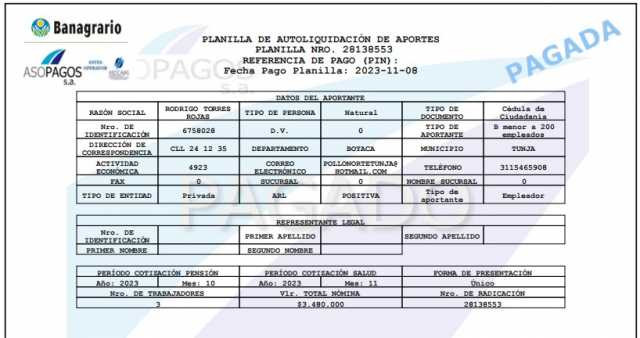 Banagrario
PLANILLA DE AUTOLIQUIDACIÓN DE APORTES
PLANILLA NRO. 28138553
REFERENCIA DE PAGO (PIN):
Fecha Pago Planilla: 2023-11-08
PAGADA
ASOPAGOS s.a.
OPAGOS s.a.
DATOS DEL APORTANTE
RAZÓN SOCIAL RODRIGO TORRES ROJAS TIPO DE PERSONA Natural TIPO DE DOCUMENTO Cédula de Ciudadania
Nro. DE IDENTIFICACIÓN 6758028 D.V. 0 TIPO DE APORTANTE B menor a 200 empleados
DIRECCIÓN DE CORRESPONDENCIA CLL 24 12 35 DEPARTAMENTO BOYACA MUNICIPIO TUNJA
ACTIVIDAD ECONÓMICA 4923 CORREO ELECTRÓNICO POLLONORTETUNJA@HOTMAIL.COM TELÉFONO 3115465908
FAX 0 SUCURSAL 0 NOMBRE SUCURSAL 0
TIPO DE ENTIDAD Privada ARL POSITIVA Tipo de aportante Empleador
PAGADO
REPRESENTANTE LEGAL
Nro. DE IDENTIFICACIÓN PRIMER APELLIDO SEGUNDO APELLIDO
PRIMER NOMBRE SEGUNDO NOMBRE
PERÍODO COTIZACIÓN PENSIÓN PERÍODO COTIZACIÓN SALUD FORMA DE PRESENTACIÓN
Año: 2023 Mes: 10 Año: 2023 Mes: 11 Único
Nro. DE TRABAJADORES Vlr. TOTAL NÓMINA Nro. DE RADICACIÓN
3 $3.480,000 28138553